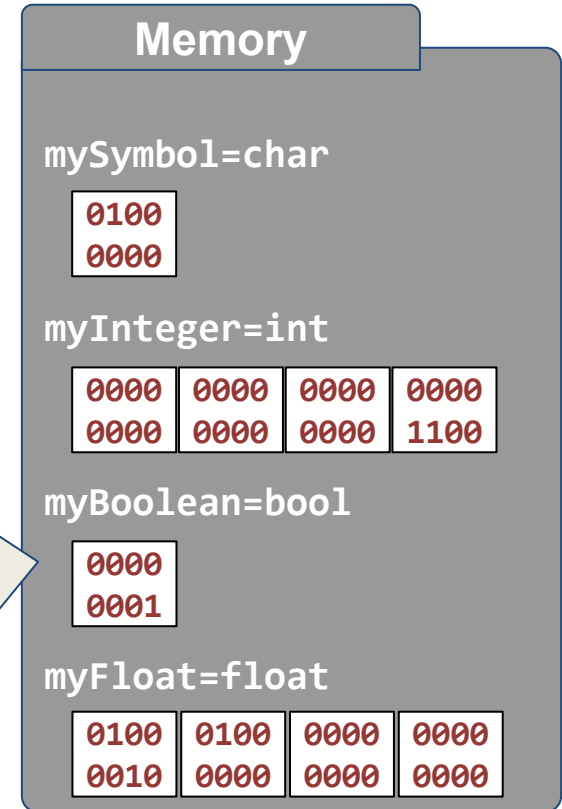 Memory
mySymbol=char
0100
0000
myInteger=int
0000 0000 0000 0000
0000 0000 0000 1100
myBoolean=bool
0000
0001
myFloat=float
0100 0100 0000 0000
0010 0000 0000 0000